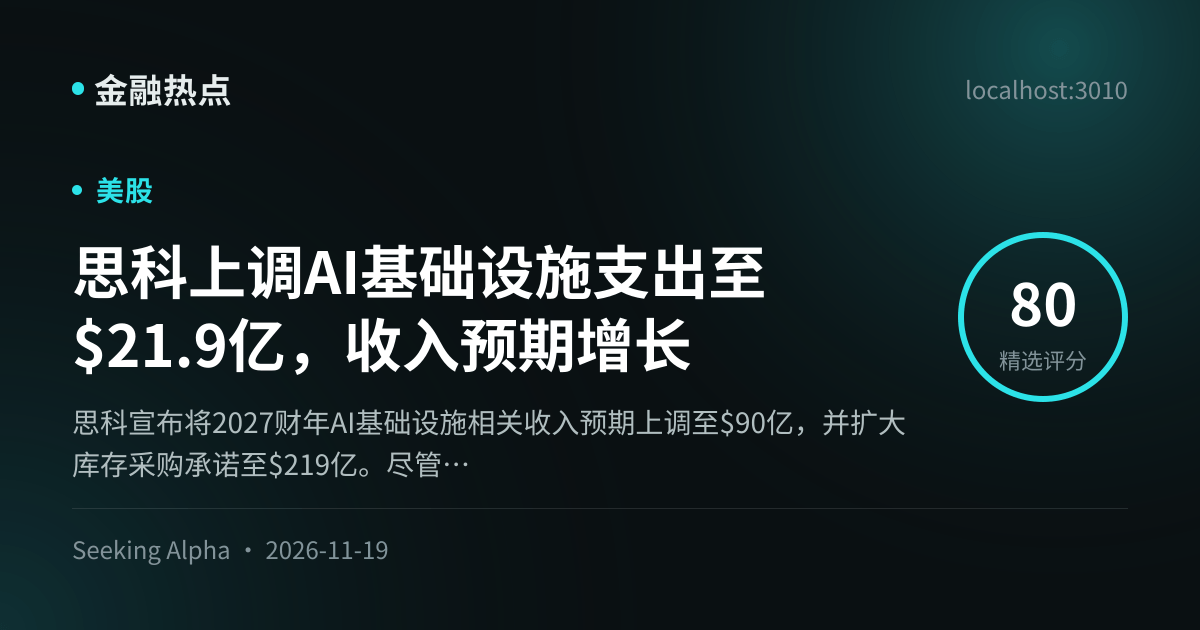 金融热点
localhost:3010
美股
思科上调AI基础设施支出至
$21.9亿，收入预期增长
80
精选评分
思科宣布将2027财年AI基础设施相关收入预期上调至$90亿，并扩大
库存采购承诺至$219亿。尽管…
Seeking Alpha · 2026-11-19